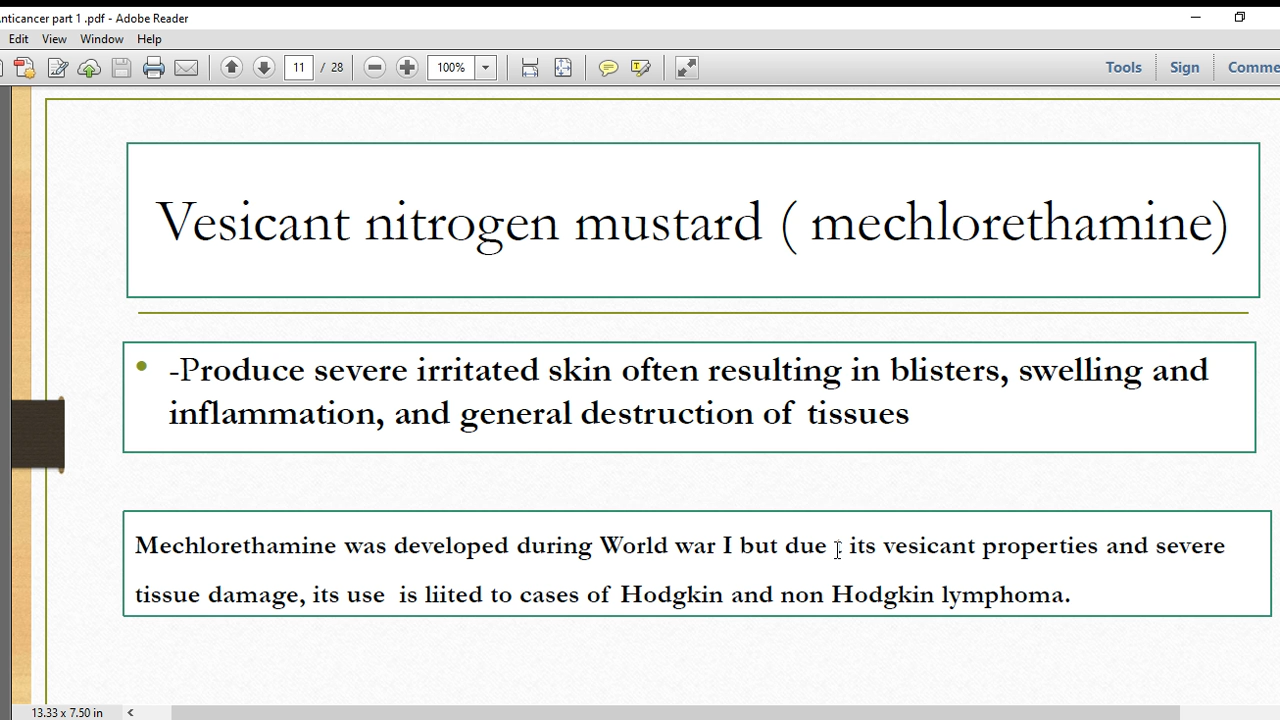 nticancer part 1 .pdf - Adobe Reader
Edit View Window Help
11 / 28 100% Tools Sign Comme
Vesicant nitrogen mustard ( mechlorethamine)
• -Produce severe irritated skin often resulting in blisters, swelling and
inflammation, and general destruction of tissues
Mechlorethamine was developed during World war I but due its vesicant properties and severe
tissue damage, its use is liited to cases of Hodgkin and non Hodgkin lymphoma.
13.33 x 7.50 in